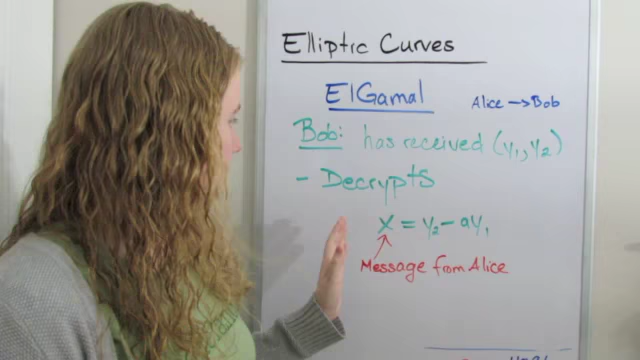 Elliptic Curves
ElGamal
Alice → Bob
Bob: has received (y₁, y₂)
- Decrypts
x = y₂ - ay₁
Message from Alice